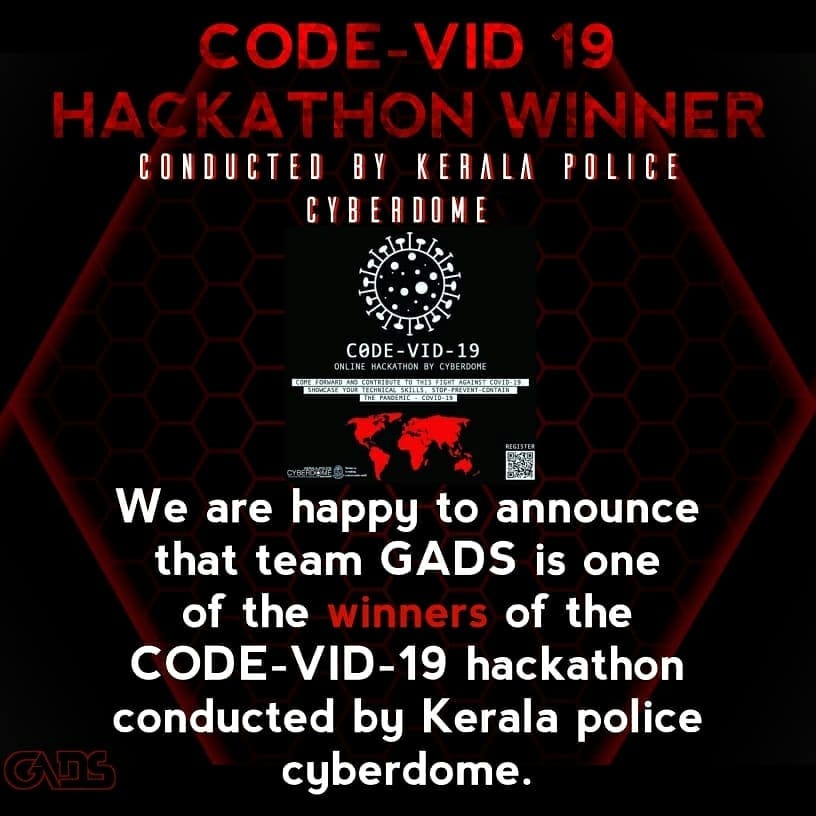 CODE-VID 19
HACKATHON WINNER
CONDUCTED BY KERALA POLICE
CYBERDOME
C0DE-VID-19
ONLINE HACKATHON BY CYBERDOME
COME FORWARD AND CONTRIBUTE TO THIS FIGHT AGAINST COVID-19
SHOWCASE YOUR TECHNICAL SKILLS, STOP-PREVENT-CONTAIN
THE PANDEMIC - COVID-19
REGISTER
CYBERDOME
We are happy to announce
that team GADS is one
of the winners of the
CODE-VID-19 hackathon
conducted by Kerala police
cyberdome.
GADS